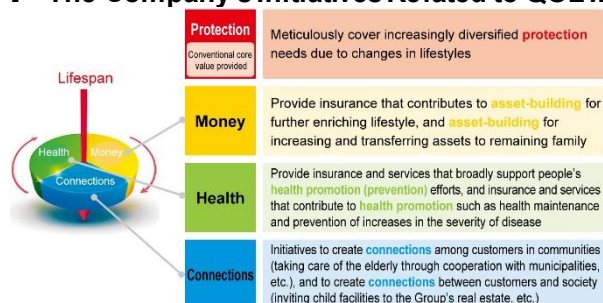 The Company's Initiatives Related to QOL
Protection
Conventional core
value provided
Meticulously cover increasingly diversified protection
needs due to changes in lifestyles
Lifespan
Health
Money
Connections
Money
Provide insurance that contributes to asset-building for
further enriching lifestyle, and asset-building for
increasing and transferring assets to remaining family
Health
Provide insurance and services that broadly support people's
health promotion (prevention) efforts, and insurance and services
that contribute to health promotion such as health maintenance
and prevention of increases in the severity of disease
Connections
Initiatives to create connections among customers in communities
(taking care of the elderly through cooperation with municipalities,
etc.), and to create connections between customers and society
(inviting child facilities to the Group's real estate, etc.)